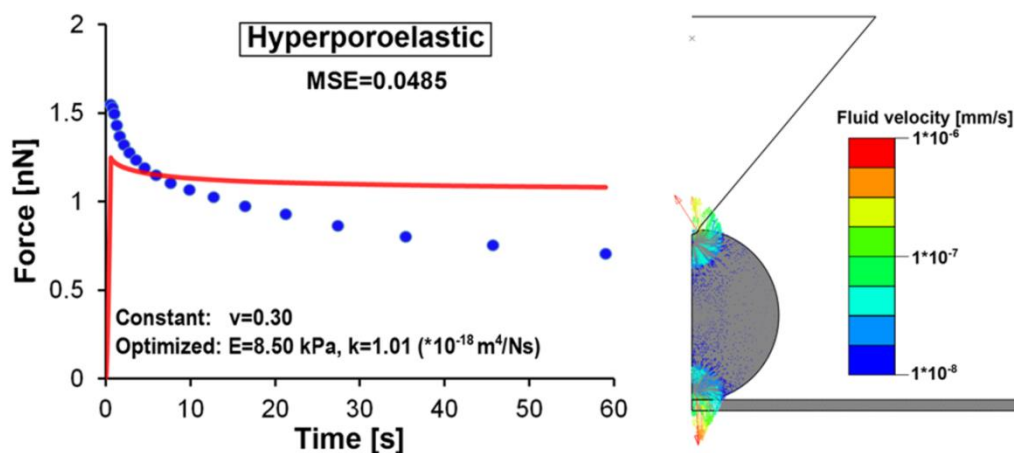 Hyperporoelastic
MSE=0.0485
Force [nN]
2
1.5
1
0.5
0
Constant: v=0.30
Optimized: E=8.50 kPa, k=1.01 (*10⁻¹⁸ m⁴/Ns)
0 10 20 30 40 50 60
Time [s]
Fluid velocity [mm/s]
1*10⁻⁶
1*10⁻⁷
1*10⁻⁸